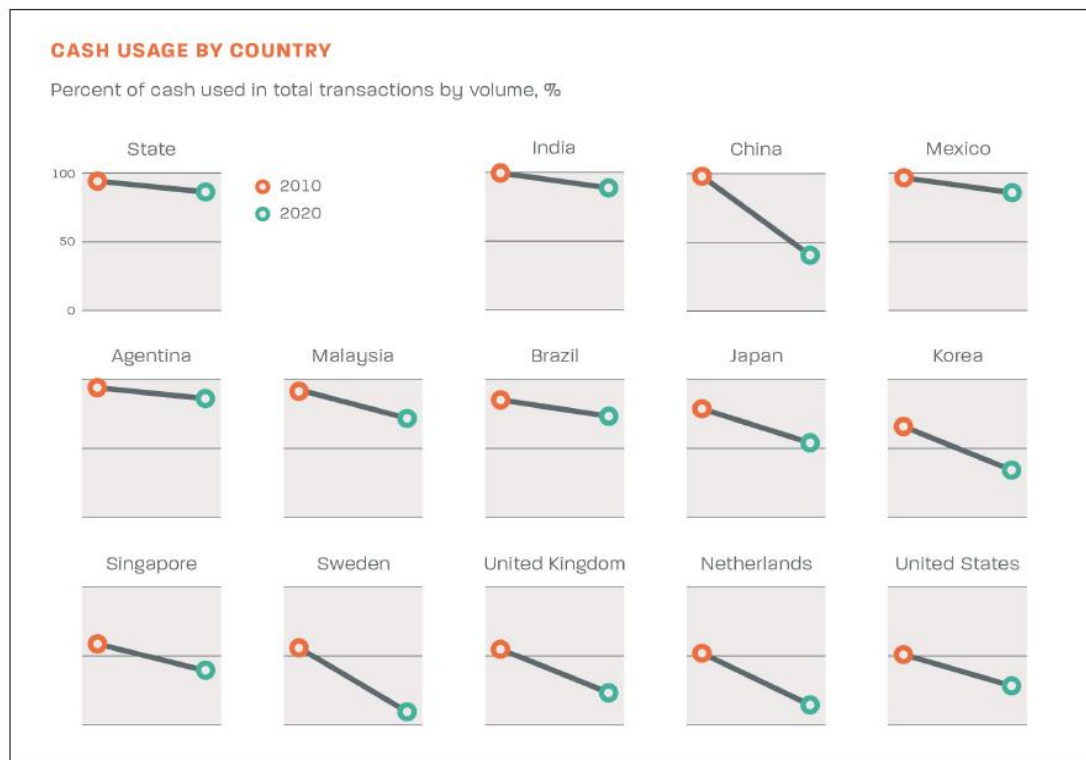 CASH USAGE BY COUNTRY
Percent of cash used in total transactions by volume, %
State
India
China
Mexico
100
50
0
2010
2020
Agentina
Malaysia
Brazil
Japan
Korea
Singapore
Sweden
United Kingdom
Netherlands
United States